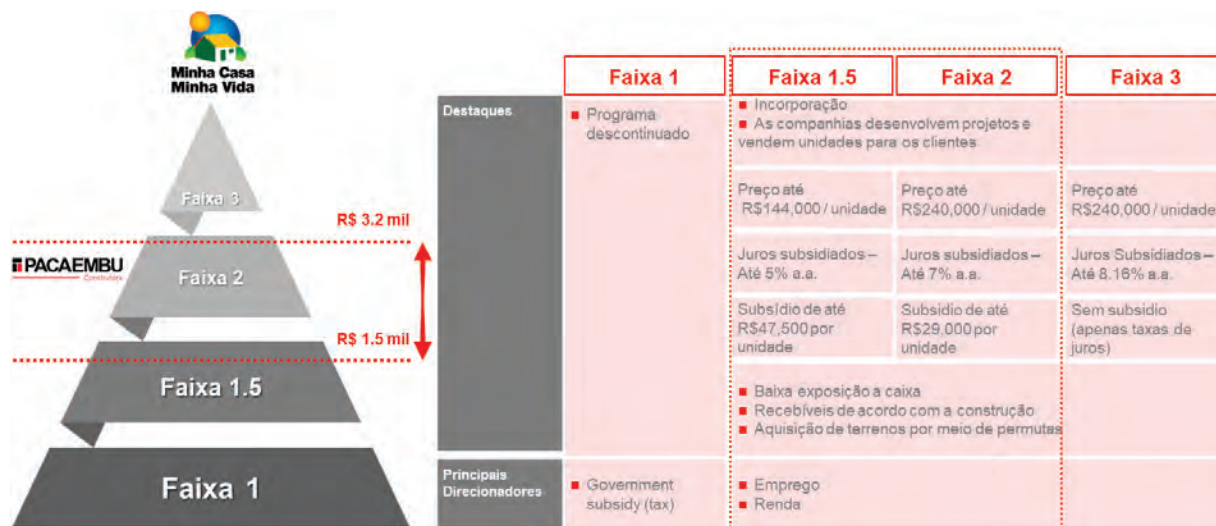 Minha Casa
Minha Vida
Faixa 3
R$ 3.2 mil
PACAEMBU
Construtora
Faixa 2
R$ 1.5 mil
Faixa 1.5
Faixa 1
Faixa 1
Faixa 1.5
Faixa 2
Faixa 3
Destaques
■ Programa
descontinuado
■ Incorporação
■ As companhias desenvolvem projetos e
vendem unidades para os clientes
Preço até
R$144,000 / unidade
Preço até
R$240,000 / unidade
Preço até
R$240,000 / unidade
Juros subsidiados –
Até 5% a.a.
Juros subsidiados –
Até 7% a.a.
Juros Subsidiados –
Até 8.16% a.a.
Subsídio de até
R$47,500 por
unidade
Subsídio de até
R$29,000 por
unidade
Sem subsidio
(apenas taxas de
juros)
■ Baixa exposição a caixa
■ Recebíveis de acordo com a construção
■ Aquisição de terrenos por meio de permutas
Principais
Direcionadores
■ Government
subsidy (tax)
■ Emprego
■ Renda